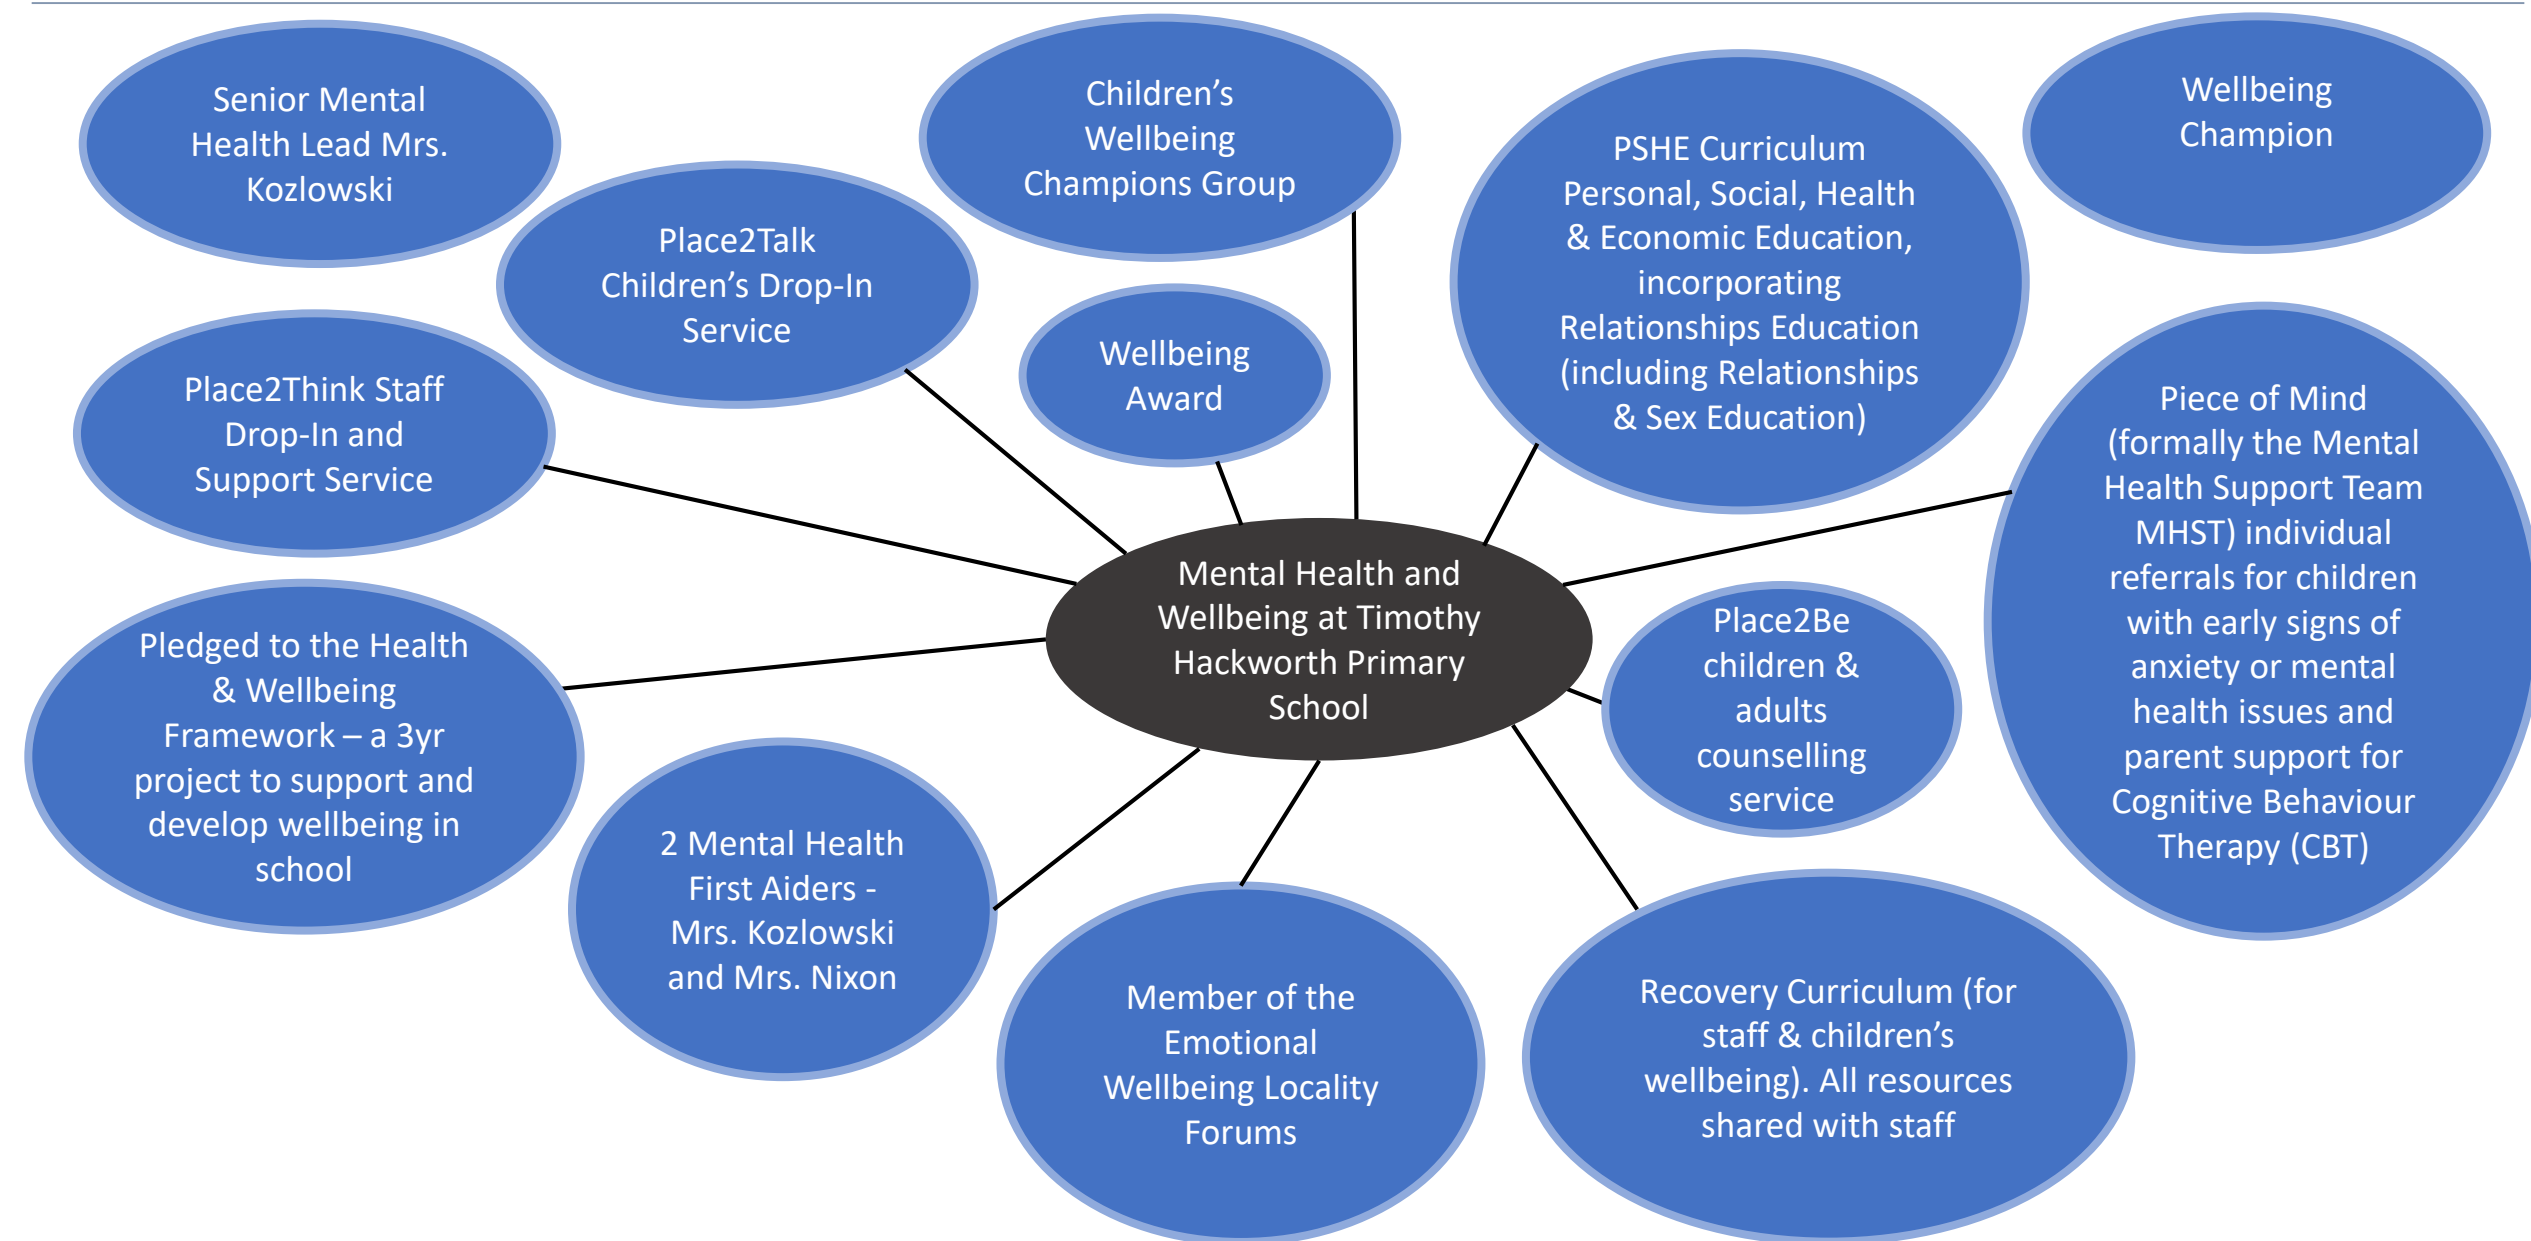 Senior Mental
Health Lead Mrs.
Kozlowski
Place2Talk
Children’s Drop-In
Service
Children’s
Wellbeing
Champions Group
PSHE Curriculum
Personal, Social, Health
& Economic Education,
incorporating
Relationships Education
(including Relationships
& Sex Education)
Wellbeing
Champion
Place2Think Staff
Drop-In and
Support Service
Wellbeing
Award
Piece of Mind
(formally the Mental
Health Support Team
MHST) individual
referrals for children
with early signs of
anxiety or mental
health issues and
parent support for
Cognitive Behaviour
Therapy (CBT)
Mental Health and
Wellbeing at Timothy
Hackworth Primary
School
Place2Be
children &
adults
counselling
service
Pledged to the Health
& Wellbeing
Framework – a 3yr
project to support and
develop wellbeing in
school
2 Mental Health
First Aiders -
Mrs. Kozlowski
and Mrs. Nixon
Member of the
Emotional
Wellbeing Locality
Forums
Recovery Curriculum (for
staff & children’s
wellbeing). All resources
shared with staff